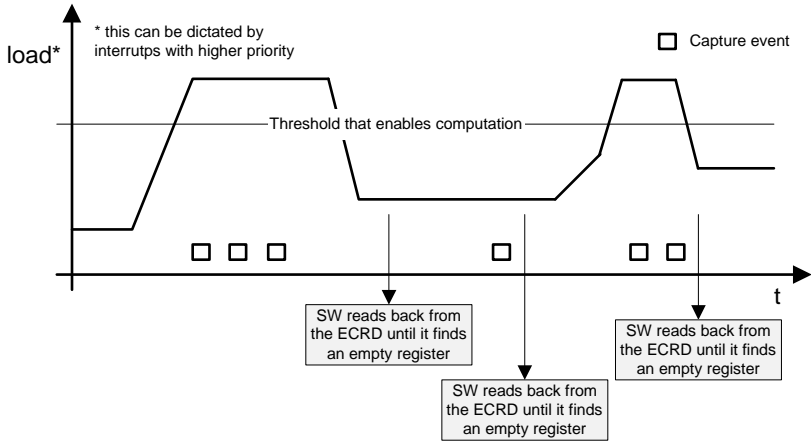 * this can be dictated by
interrutps with higher priority
load*
Capture event
Threshold that enables computation
t
SW reads back from
the ECRD until it finds
an empty register
SW reads back from
the ECRD until it finds
an empty register
SW reads back from
the ECRD until it finds
an empty register